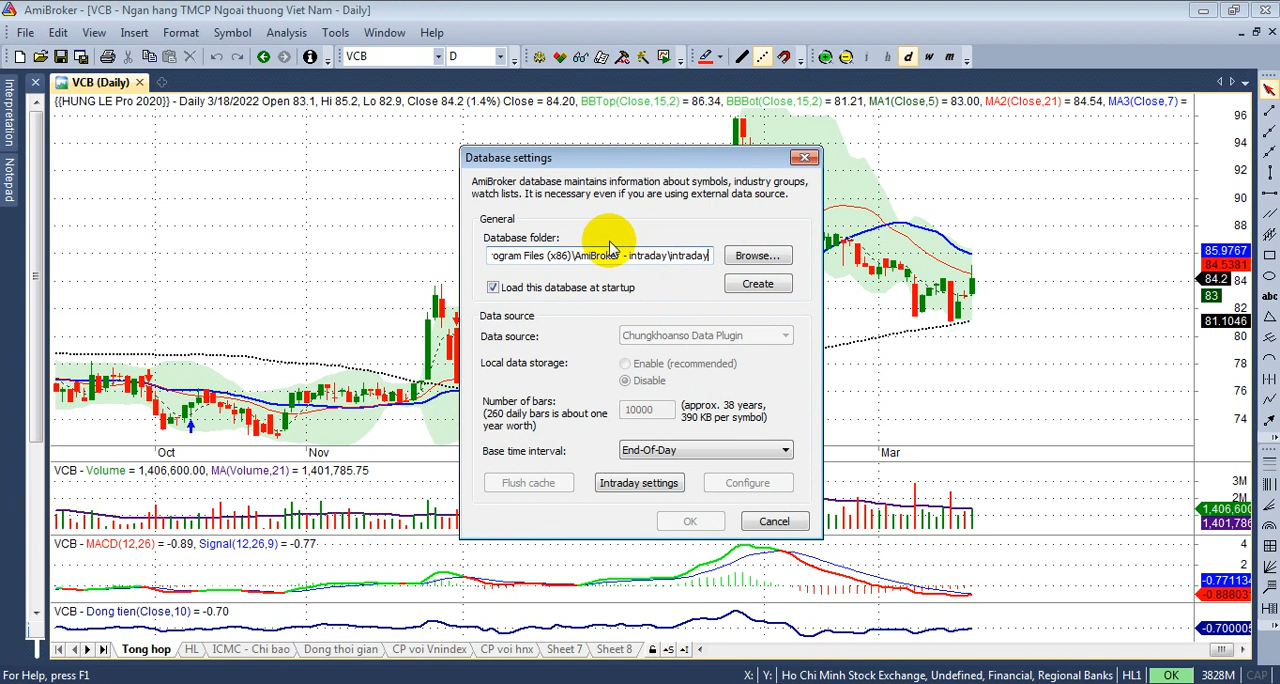 AmiBroker - [VCB - Ngan hang TMCP Ngoai thuong Viet Nam - Daily]
File Edit View Insert Format Symbol Analysis Tools Window Help
VCB D i h d w m
Interpretation
Notepad
VCB (Daily)
{{HUNG LE Pro 2020}} - Daily 3/18/2022 Open 83.1, Hi 85.2, Lo 82.9, Close 84.2 (1.4%) Close = 84.20, BBTop(Close,15,2) = 86.34, BBBot(Close,15,2) = 81.21, MA1(Close,5) = 83.00, MA2(Close,21) = 84.54, MA3(Close,7) =
96
94
92
90
88
85.9767
84.5381
84.2
83
82
81.1046
80
78
76
74
Oct Nov Mar
Database settings
AmiBroker database maintains information about symbols, industry groups,
watch lists. It is necessary even if you are using external data source.
General
Database folder:
ogram Files (x86)\AmiBroker - intraday\intraday
Browse...
Load this database at startup
Create
Data source
Data source: Chungkhoanso Data Plugin
Local data storage: Enable (recommended)
Disable
Number of bars:
(260 daily bars is about one
year worth)
10000
(approx. 38 years,
390 KB per symbol)
Base time interval: End-Of-Day
Flush cache Intraday settings Configure
OK Cancel
VCB - Volume = 1,406,600.00, MA(Volume,21) = 1,401,785.75
3M
2M
1,406,600
1,401,786
VCB - MACD(12,26) = -0.89, Signal(12,26,9) = -0.77
4
2
-0.771134
-0.88803
VCB - Dong tien(Close,10) = -0.70
-0.700005
Tong hop HL ICMC - Chi bao Dong thoi gian CP voi Vnindex CP voi hnx Sheet 7 Sheet 8
For Help, press F1 X: Y: Ho Chi Minh Stock Exchange, Undefined, Financial, Regional Banks HL1 OK 3828M CAP
abc